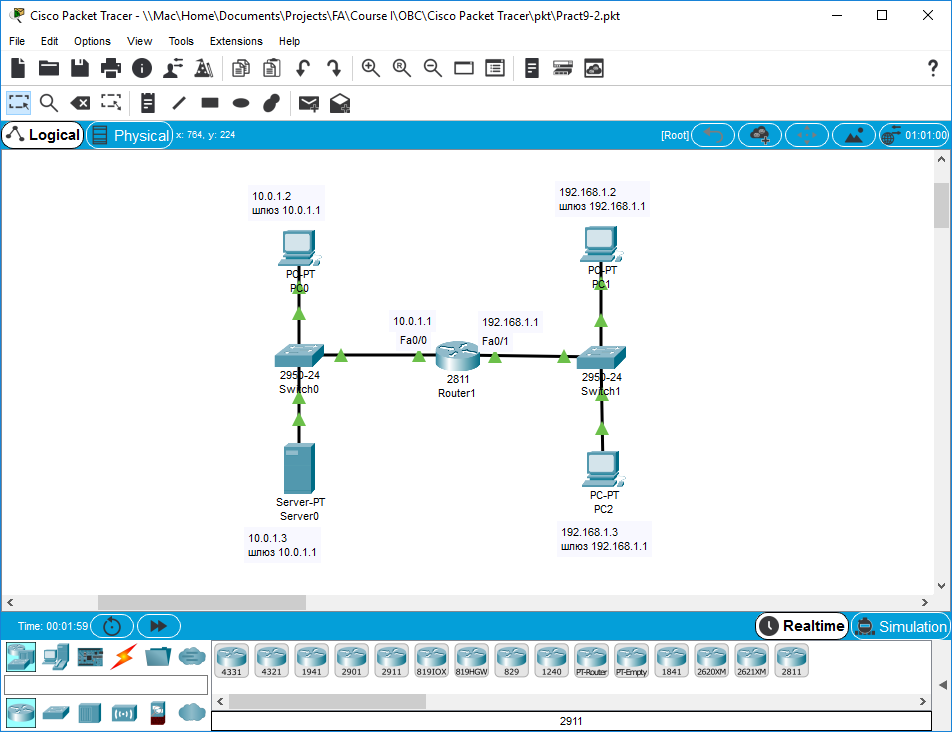 Cisco Packet Tracer - \\Mac\Home\Documents\Projects\FA\Course I\OBC\Cisco Packet Tracer\pkt\Pract9-2.pkt
File Edit Options View Tools Extensions Help
?
Logical Physical x: 764, y: 224 [Root] 01:01:00
10.0.1.2
шлюз 10.0.1.1
192.168.1.2
шлюз 192.168.1.1
PC-PT
PC0
PC-PT
PC1
10.0.1.1
192.168.1.1
Fa0/0
Fa0/1
2950-24
Switch0
2811
Router1
2950-24
Switch1
Server-PT
Server0
PC-PT
PC2
10.0.1.3
шлюз 10.0.1.1
192.168.1.3
шлюз 192.168.1.1
Time: 00:01:59 Realtime Simulation
4331 4321 1941 2901 2911 819IOX 819HGW 829 1240 PT-Router PT-Empty 1841 2620XM 2621XM 2811
2911